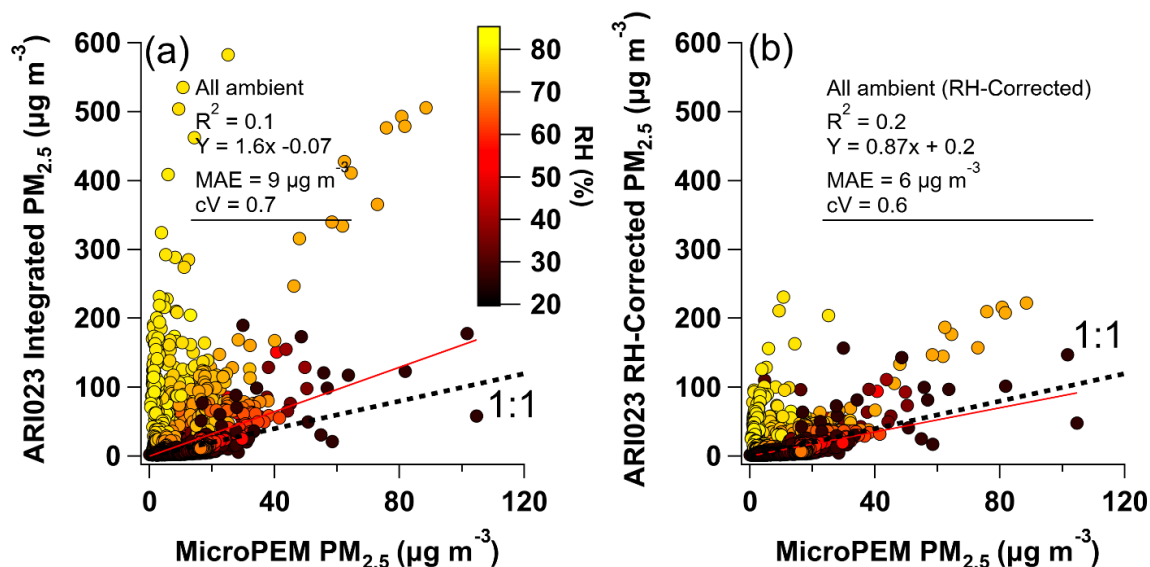 (a)
All ambient
R² = 0.1
Y = 1.6x -0.07
MAE = 9 µg m⁻³
cV = 0.7
600
500
400
300
200
100
0
ARI023 Integrated PM₂.₅ (µg m⁻³)
0 40 80 120
MicroPEM PM₂.₅ (µg m⁻³)
1:1
80
70
60
50
40
30
20
RH (%)
(b)
All ambient (RH-Corrected)
R² = 0.2
Y = 0.87x + 0.2
MAE = 6 µg m⁻³
cV = 0.6
600
500
400
300
200
100
0
ARI023 RH-Corrected PM₂.₅ (µg m⁻³)
0 40 80 120
MicroPEM PM₂.₅ (µg m⁻³)
1:1